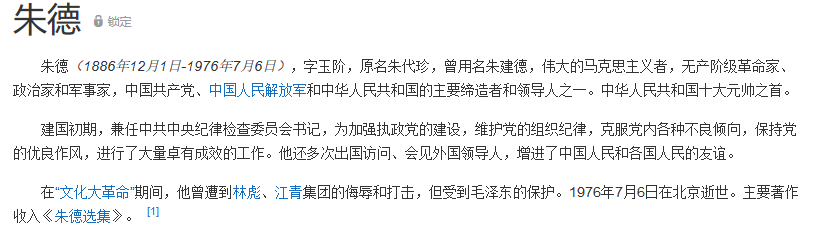 朱德 锁定
朱德（1886年12月1日-1976年7月6日），字玉阶，原名朱代珍，曾用名朱建德，伟大的马克思主义者，无产阶级革命家、
政治家和军事家，中国共产党、中国人民解放军和中华人民共和国的主要缔造者和领导人之一。中华人民共和国十大元帅之首。
建国初期，兼任中共中央纪律检查委员会书记，为加强执政党的建设，维护党的组织纪律，克服党内各种不良倾向，保持党
的优良作风，进行了大量卓有成效的工作。他还多次出国访问、会见外国领导人，增进了中国人民和各国人民的友谊。
在“文化大革命”期间，他曾遭到林彪、江青集团的侮辱和打击，但受到毛泽东的保护。1976年7月6日在北京逝世。主要著作
收入《朱德选集》。 [1]